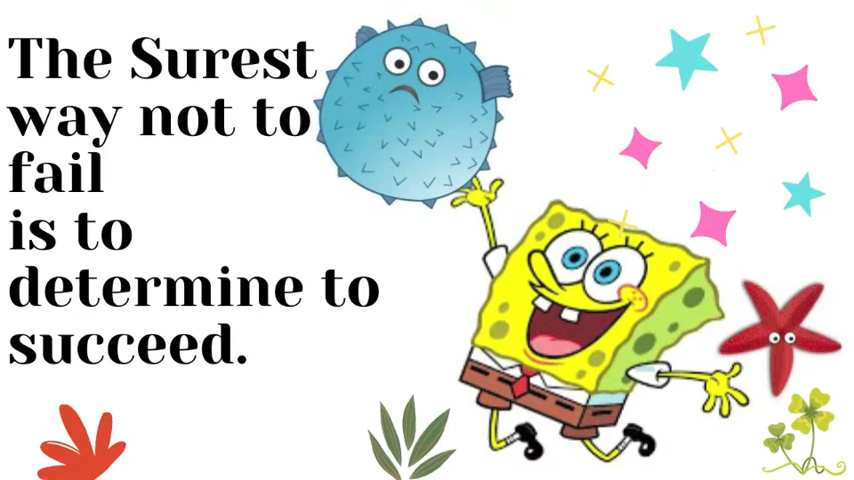 The Surest
way not to
fail
is to
determine to
succeed.